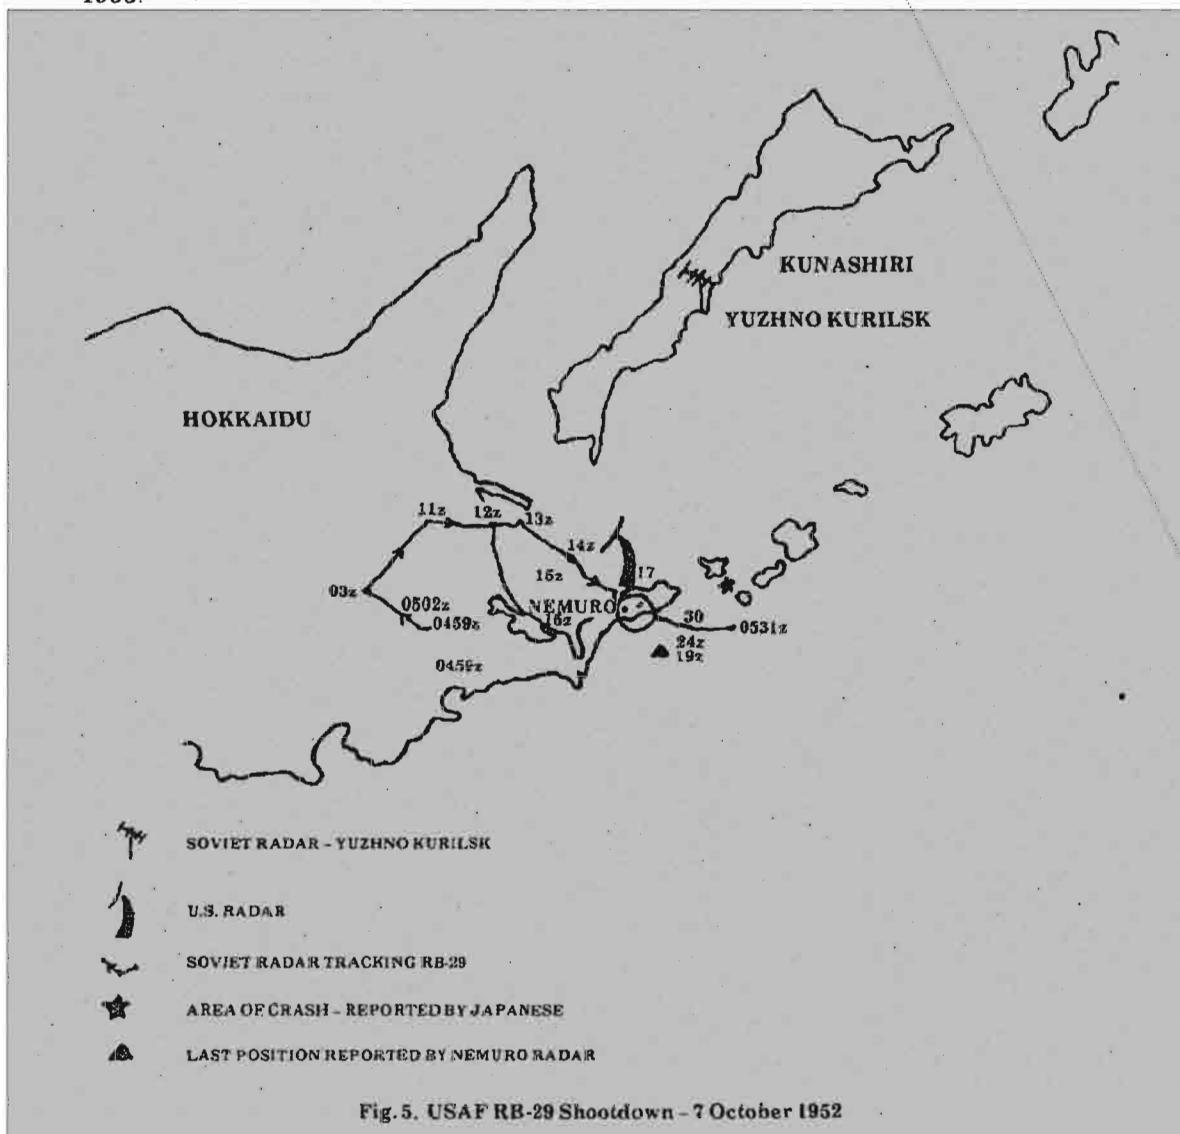 1953.
KUNASHIRI
YUZHNO KURILSK
HOKKAIDU
11z 12z 13z
14z
15z 17
03z 0502z NEMURO
0459z 16z 30 0531z
24z
0459z 19z
SOVIET RADAR – YUZHNO KURILSK
U.S. RADAR
SOVIET RADAR TRACKING RB-29
AREA OF CRASH – REPORTED BY JAPANESE
LAST POSITION REPORTED BY NEMURO RADAR
Fig. 5. USAF RB-29 Shootdown – 7 October 1952